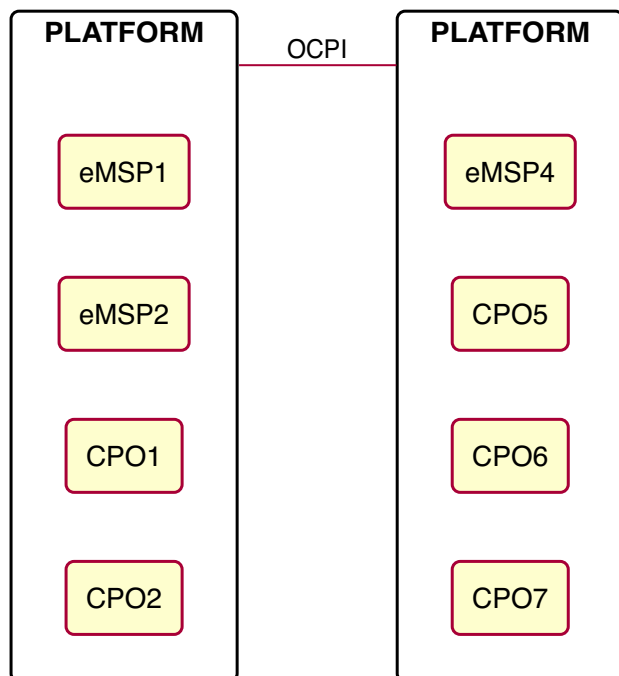 PLATFORM
OCPI
PLATFORM
eMSP1
eMSP4
eMSP2
CPO5
CPO1
CPO6
CPO2
CPO7